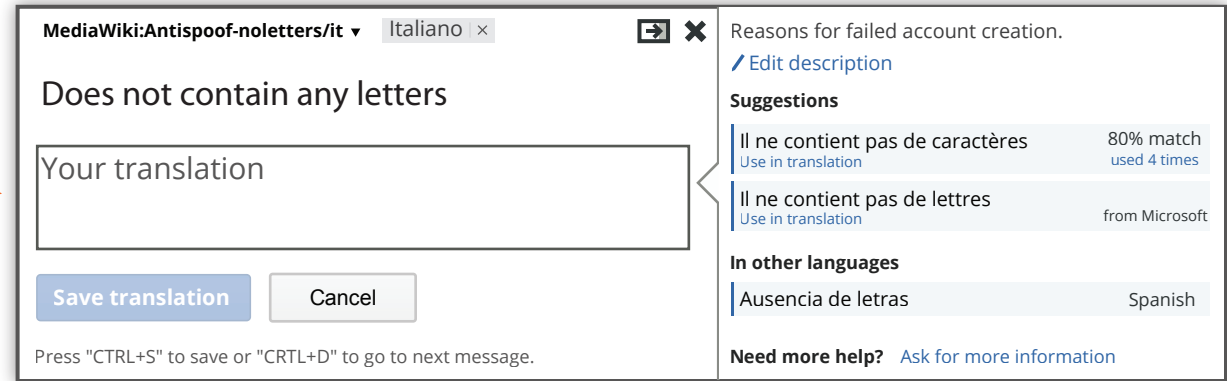 MediaWiki:Antispoof-noletters/it ▾ Italiano ×
Does not contain any letters
Your translation
Save translation Cancel
Press "CTRL+S" to save or "CRTL+D" to go to next message.
Reasons for failed account creation.
Edit description
Suggestions
Il ne contient pas de caractères 80% match
Use in translation used 4 times
Il ne contient pas de lettres
Use in translation from Microsoft
In other languages
Ausencia de letras Spanish
Need more help? Ask for more information